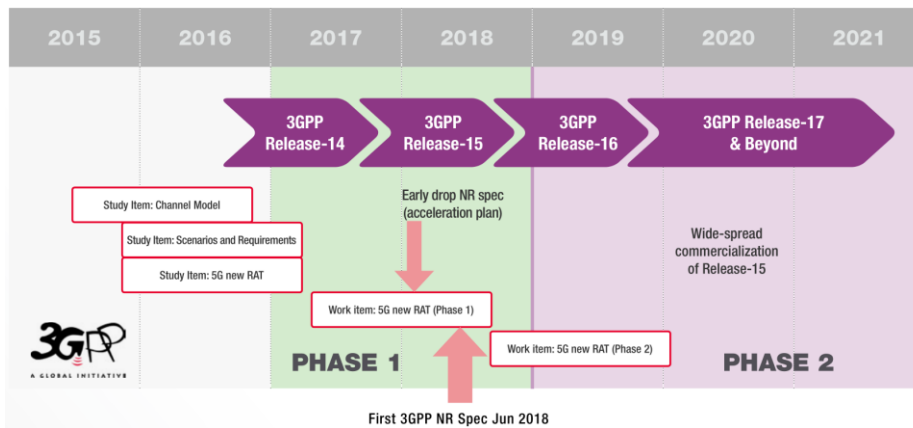 2015 2016 2017 2018 2019 2020 2021
3GPP
Release-14
3GPP
Release-15
3GPP
Release-16
3GPP Release-17
& Beyond
Study Item: Channel Model
Study Item: Scenarios and Requirements
Study Item: 5G new RAT
Early drop NR spec
(acceleration plan)
Wide-spread
commercialization
of Release-15
Work item: 5G new RAT (Phase 1)
Work item: 5G new RAT (Phase 2)
3GPP
A GLOBAL INITIATIVE
PHASE 1
PHASE 2
First 3GPP NR Spec Jun 2018